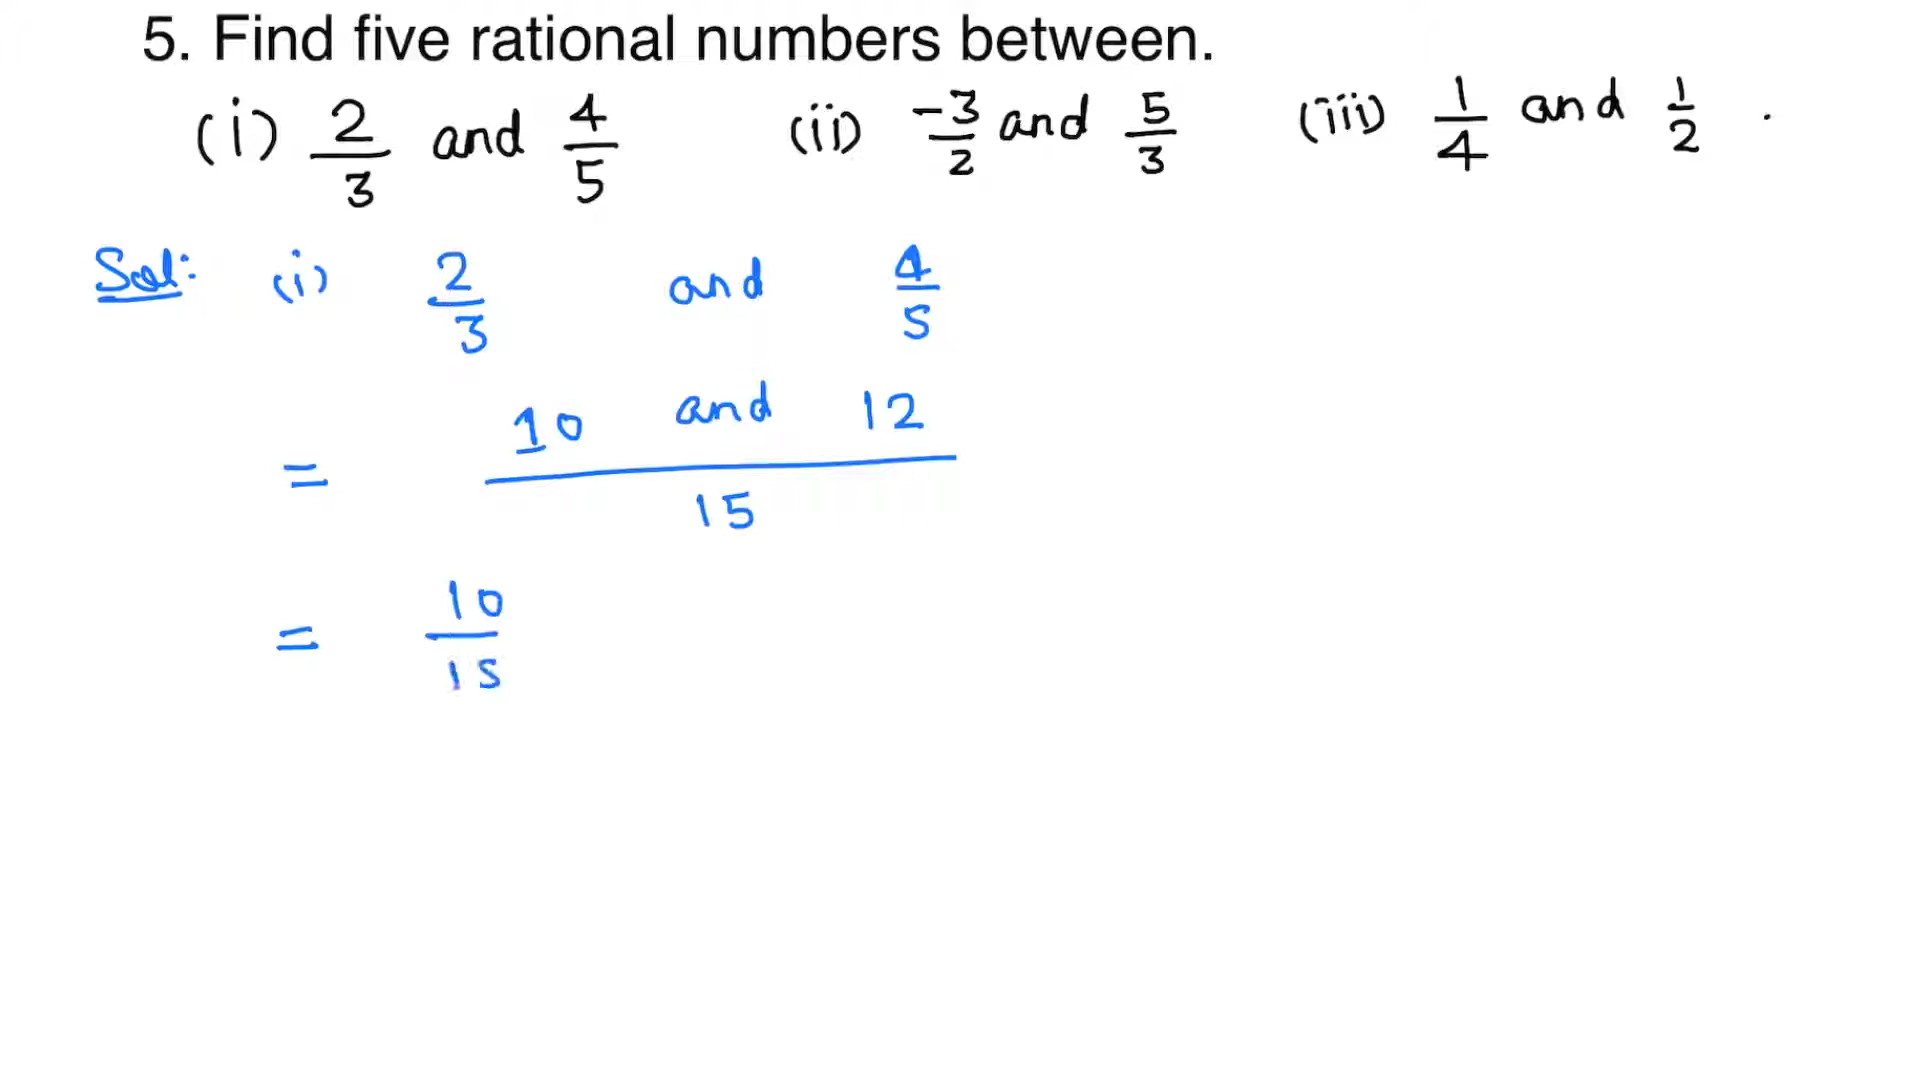 5. Find five rational numbers between.
(i) 2/3 and 4/5 (ii) -3/2 and 5/3 (iii) 1/4 and 1/2 .
Sol: (i) 2/3 and 4/5
= 10 and 12 / 15
= 10/15